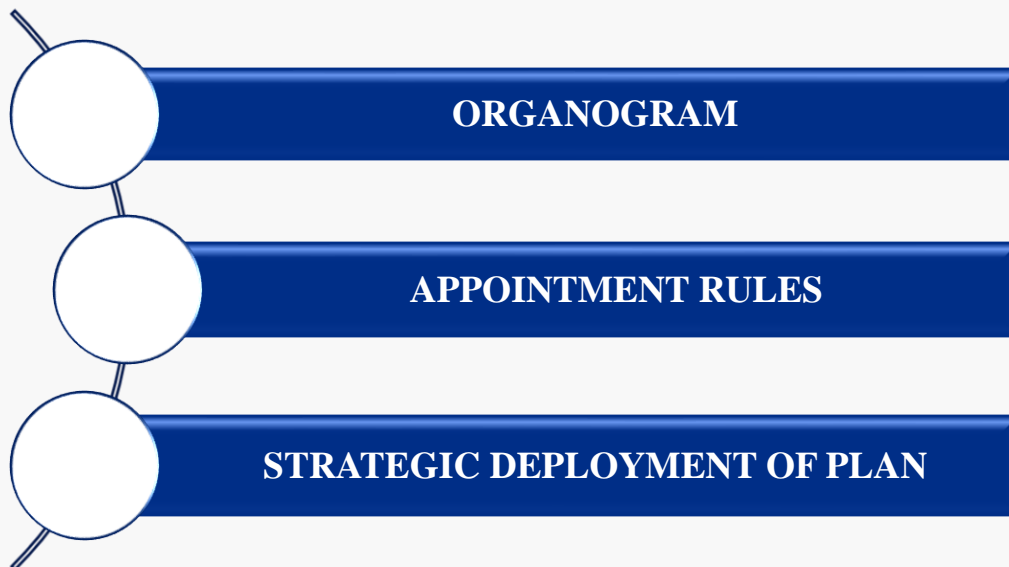 ORGANOGRAM
APPOINTMENT RULES
STRATEGIC DEPLOYMENT OF PLAN